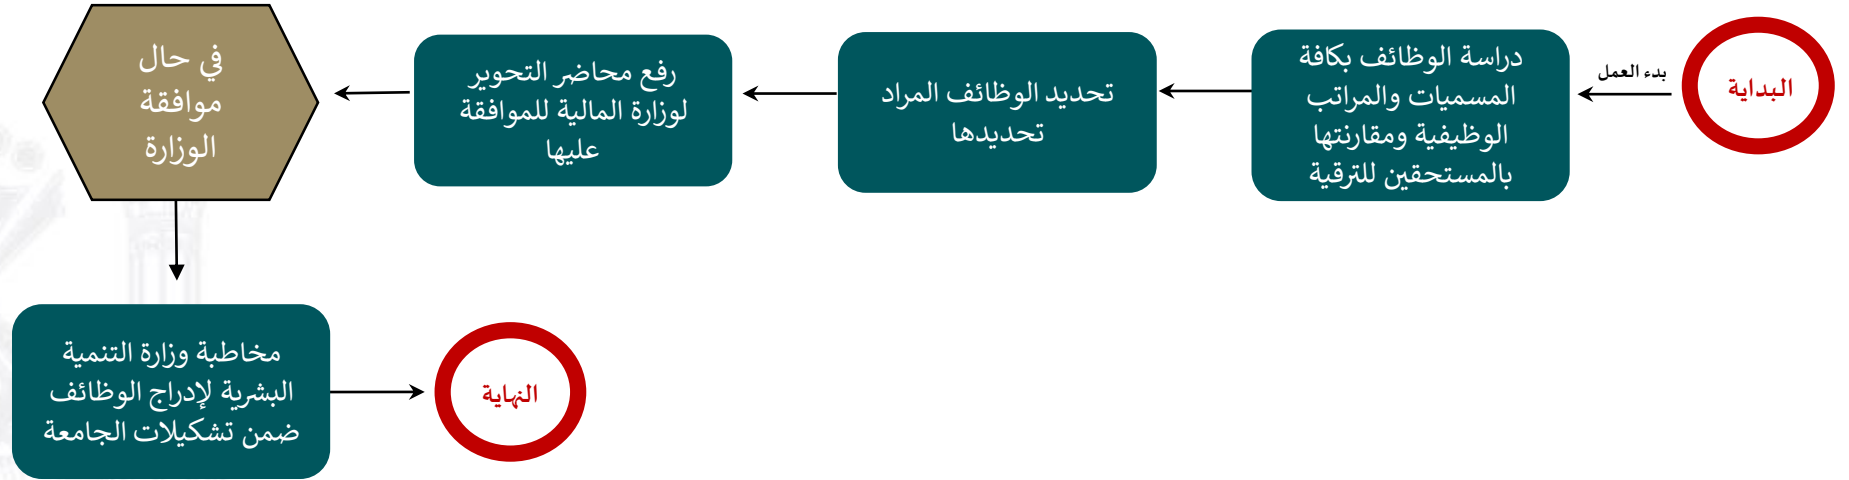 البداية
بدء العمل
دراسة الوظائف بكافة
المسميات والمراتب
الوظيفية ومقارنتها
بالمستحقين للترقية
تحديد الوظائف المراد
تحديدها
رفع محاضر التحوير
لوزارة المالية للموافقة
عليها
في حال
موافقة
الوزارة
مخاطبة وزارة التنمية
البشرية لإدراج الوظائف
ضمن تشكيلات الجامعة
النهاية